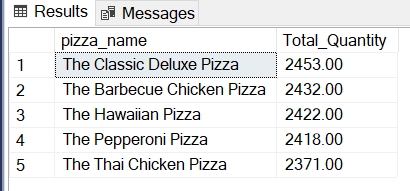 Results Messages
pizza_name Total_Quantity
1 The Classic Deluxe Pizza 2453.00
2 The Barbecue Chicken Pizza 2432.00
3 The Hawaiian Pizza 2422.00
4 The Pepperoni Pizza 2418.00
5 The Thai Chicken Pizza 2371.00